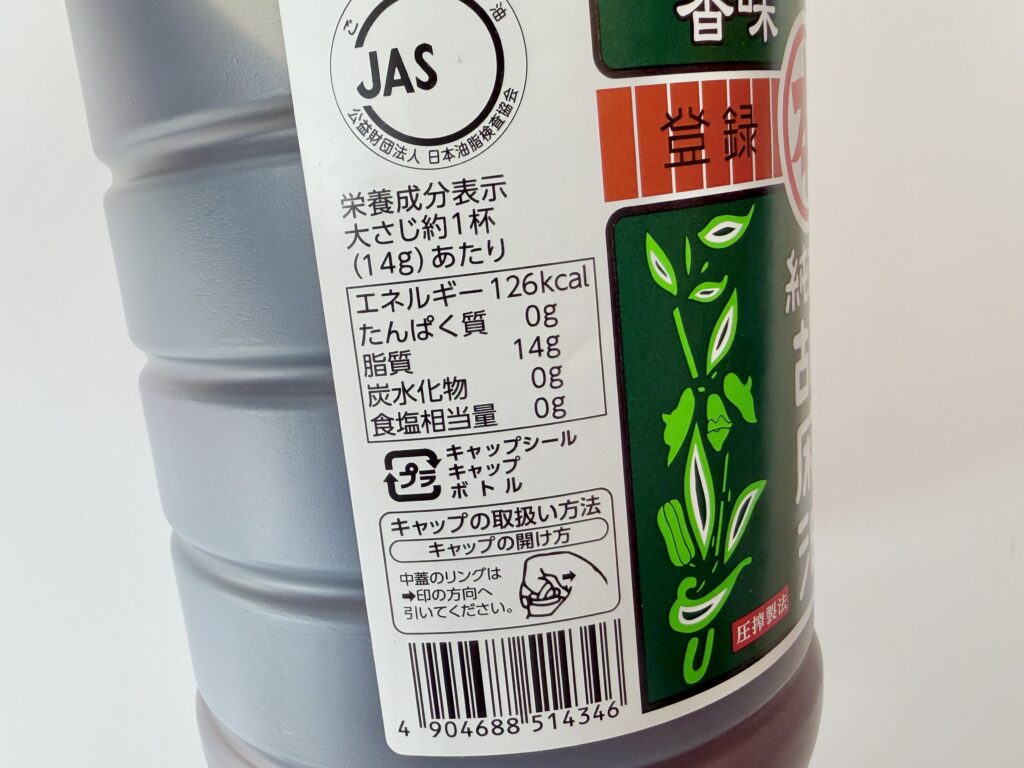 ご
油
JAS
公益財団法人 日本油脂検査協会
栄養成分表示
大さじ約1杯
(14g)あたり
エネルギー 126kcal
たんぱく質 0g
脂質 14g
炭水化物 0g
食塩相当量 0g
プラ
キャップシール
キャップ
ボトル
キャップの取扱い方法
キャップの開け方
中蓋のリングは
➡印の方向へ
引いてください。
4 904688 514346
香味
登録
純
胡麻
圧搾製法